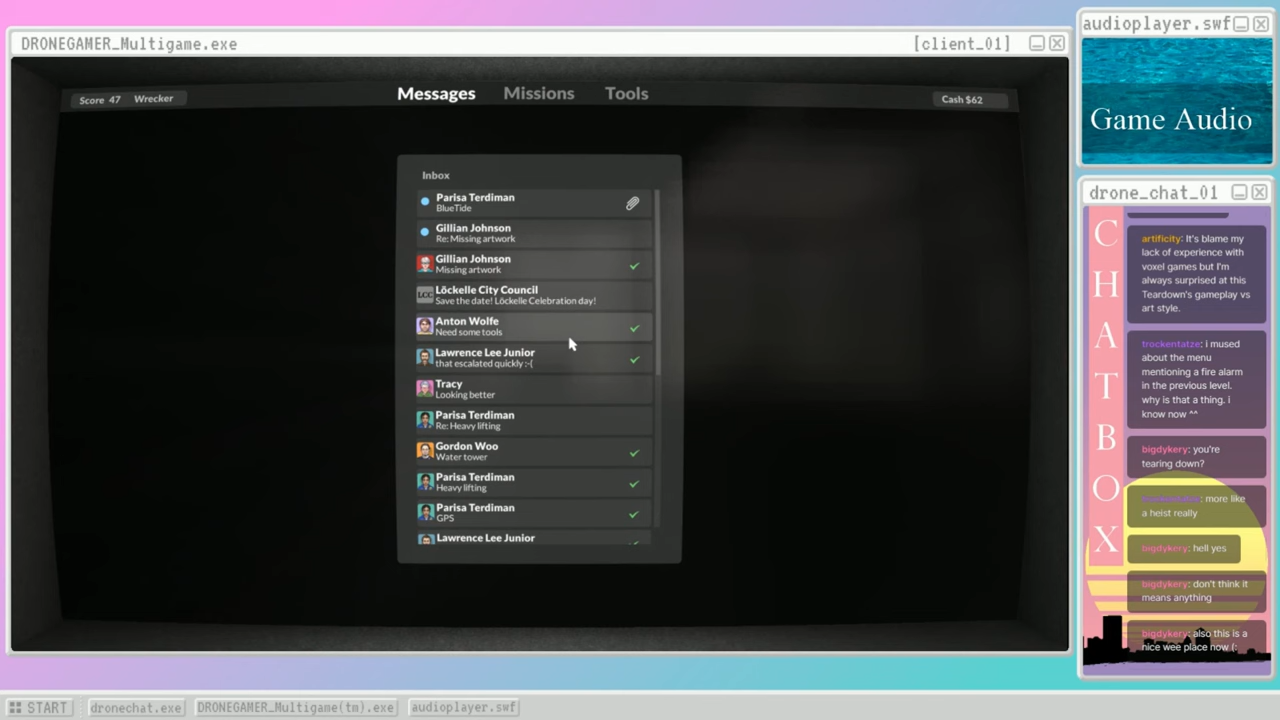 DRONEGAMER_Multigame.exe
[client_01]
Score 47 Wrecker
Messages Missions Tools
Cash $62
Inbox
Parisa Terdiman
BlueTide
Gillian Johnson
Re: Missing artwork
Gillian Johnson
Missing artwork
LCC
Löckelle City Council
Save the date! Löckelle Celebration day!
Anton Wolfe
Need some tools
Lawrence Lee Junior
that escalated quickly :-(
Tracy
Looking better
Parisa Terdiman
Re: Heavy lifting
Gordon Woo
Water tower
Parisa Terdiman
Heavy lifting
Parisa Terdiman
GPS
Lawrence Lee Junior
audioplayer.swf
Game Audio
drone_chat_01
CHATBOX
artificity: It's blame my
lack of experience with
voxel games but I'm
always surprised at this
Teardown's gameplay vs
art style.
trockentatze: i mused
about the menu
mentioning a fire alarm
in the previous level.
why is that a thing. i
know now ^^
bigdykery: you're
tearing down?
trockentatze: more like
a heist really
bigdykery: hell yes
bigdykery: don't think it
means anything
bigdykery: also this is a
nice wee place now (:
START
dronechat.exe
DRONEGAMER_Multigame(tm).exe
audioplayer.swf